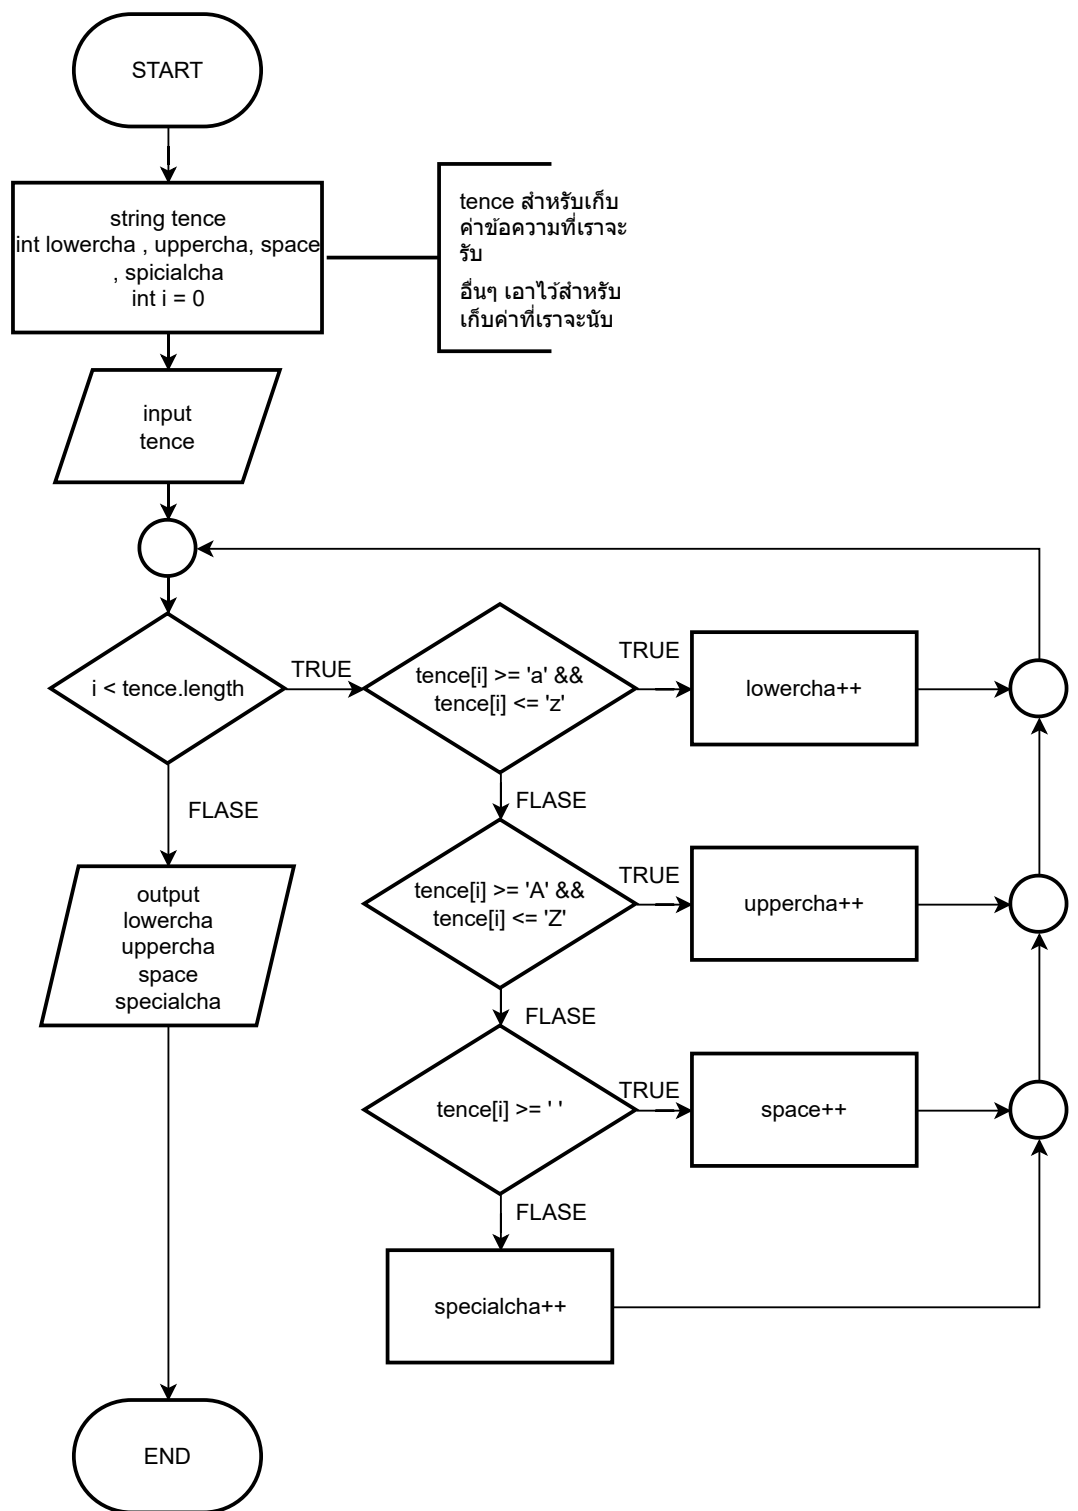 START
string tence
int lowercha , uppercha, space
, spicialcha
int i = 0
tence สำหรับเก็บ
ค่าข้อความที่เราจะ
รับ
อื่นๆ เอาไว้สำหรับ
เก็บค่าที่เราจะนับ
input
tence
i < tence.length
TRUE
tence[i] >= 'a' &&
tence[i] <= 'z'
TRUE
lowercha++
FLASE
FLASE
output
lowercha
uppercha
space
specialcha
tence[i] >= 'A' &&
tence[i] <= 'Z'
TRUE
uppercha++
FLASE
tence[i] >= ' '
TRUE
space++
FLASE
specialcha++
END